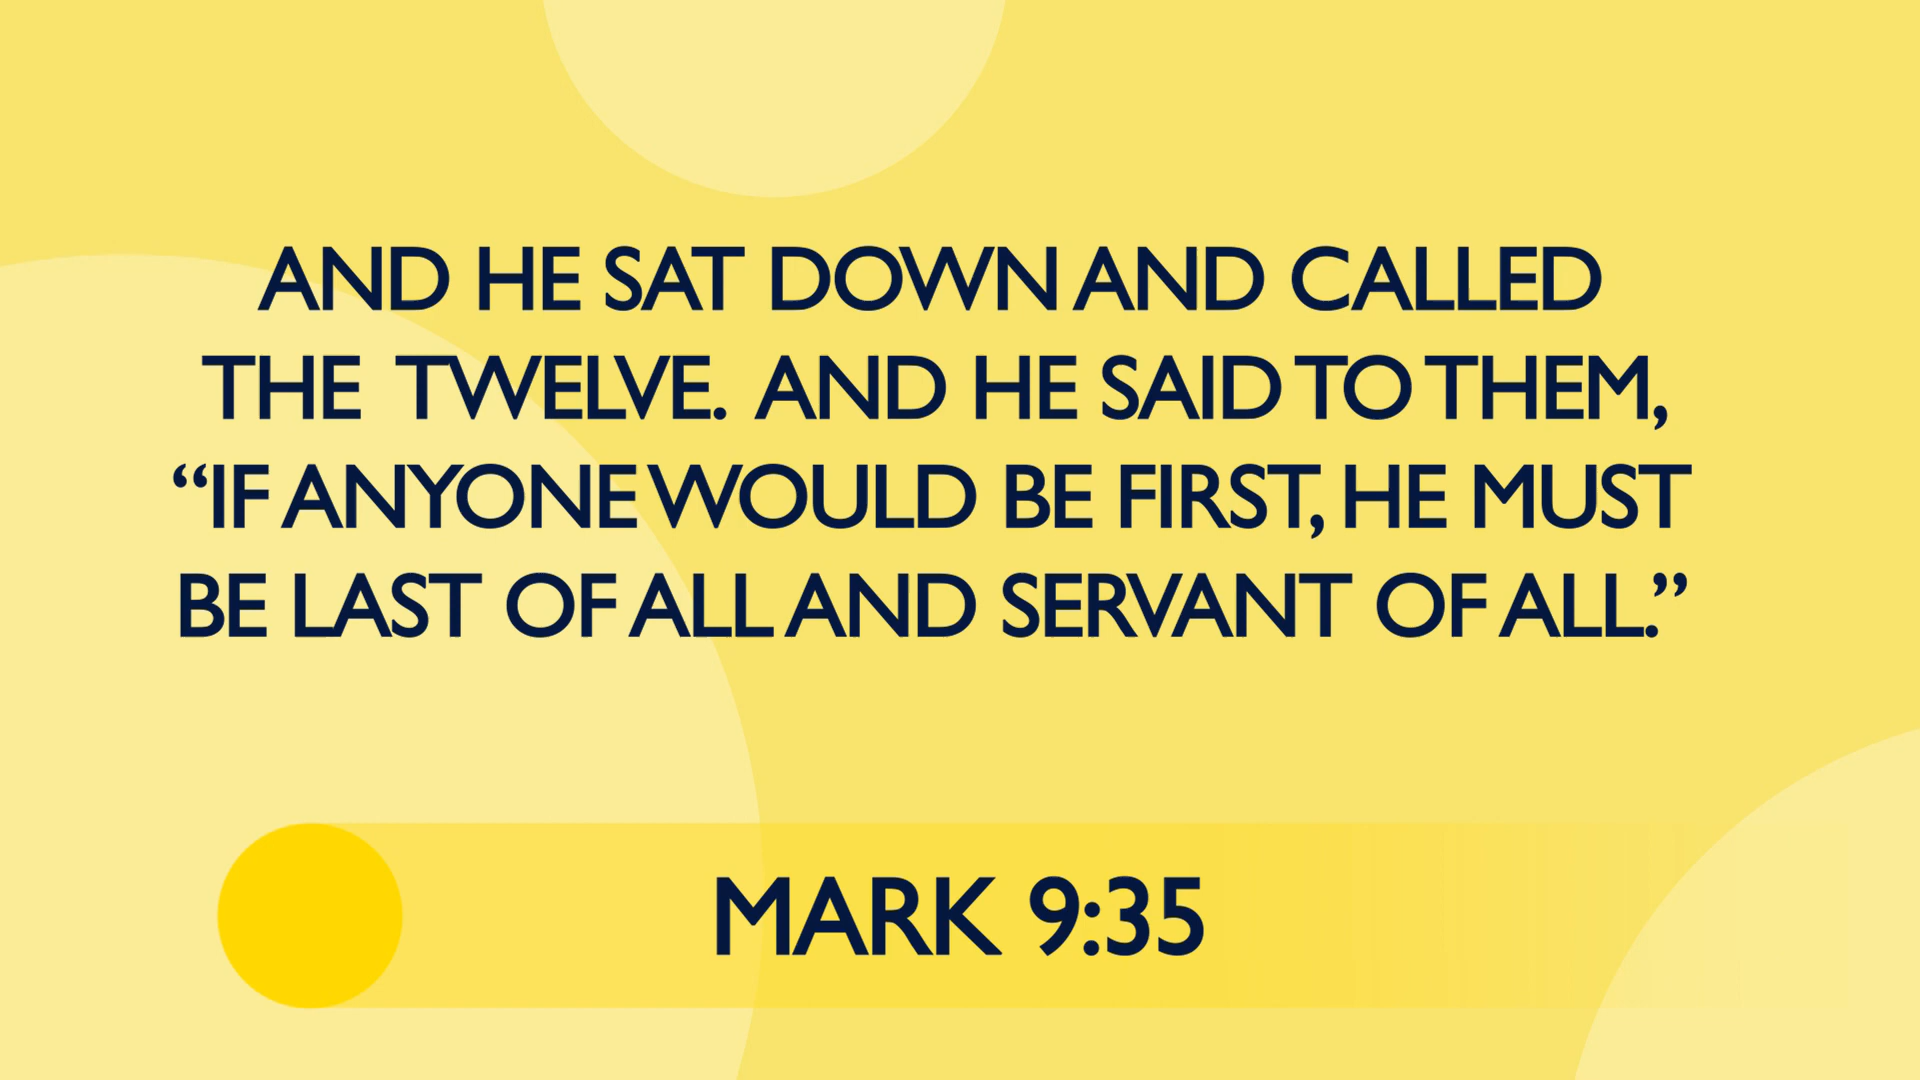 AND HE SAT DOWN AND CALLED
THE TWELVE. AND HE SAID TO THEM,
“IF ANYONE WOULD BE FIRST, HE MUST
BE LAST OF ALL AND SERVANT OF ALL.”
MARK 9:35